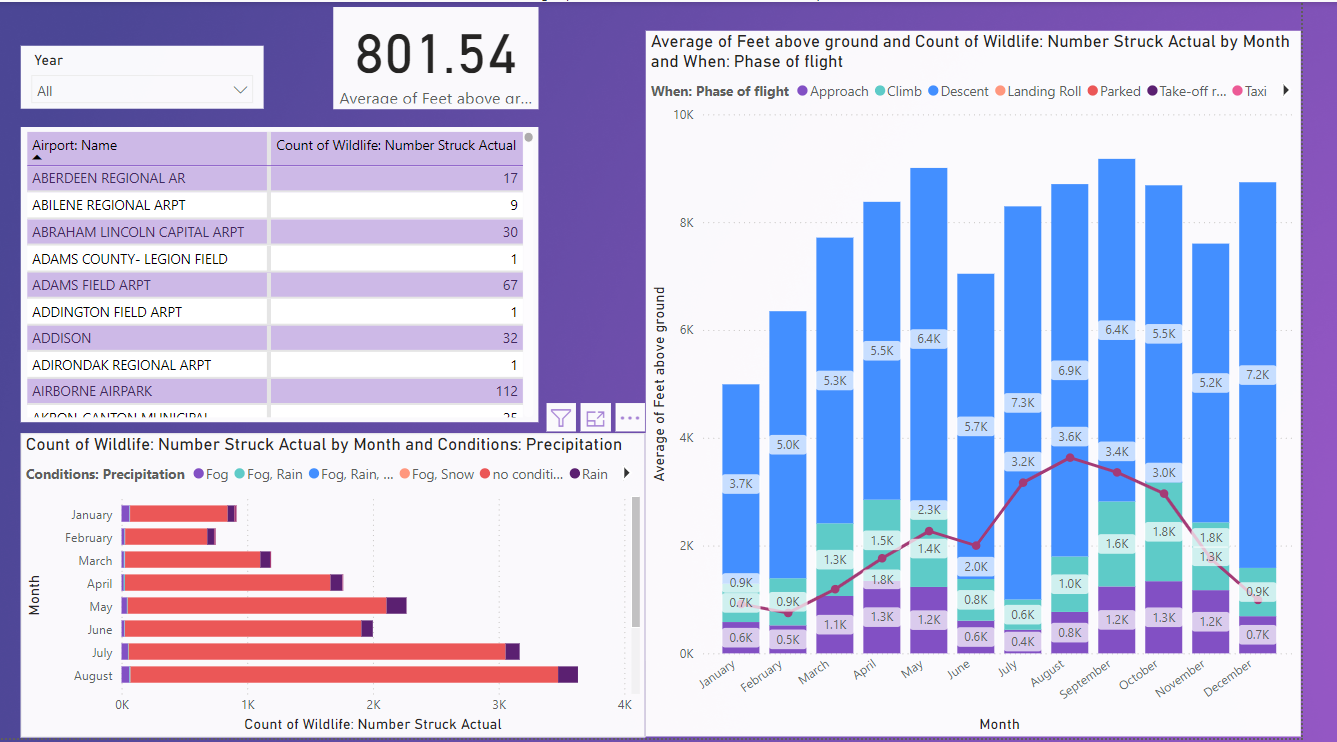 Year
All
801.54
Average of Feet above gr...
Airport: Name
Count of Wildlife: Number Struck Actual
ABERDEEN REGIONAL AR 17
ABILENE REGIONAL ARPT 9
ABRAHAM LINCOLN CAPITAL ARPT 30
ADAMS COUNTY- LEGION FIELD 1
ADAMS FIELD ARPT 67
ADDINGTON FIELD ARPT 1
ADDISON 32
ADIRONDAK REGIONAL ARPT 1
AIRBORNE AIRPARK 112
AKRON-CANTON MUNICIPAL 25
Count of Wildlife: Number Struck Actual by Month and Conditions: Precipitation
Conditions: Precipitation Fog Fog, Rain Fog, Rain, ... Fog, Snow no conditi... Rain
Month
January
February
March
April
May
June
July
August
0K 1K 2K 3K 4K
Count of Wildlife: Number Struck Actual
Average of Feet above ground and Count of Wildlife: Number Struck Actual by Month
and When: Phase of flight
When: Phase of flight Approach Climb Descent Landing Roll Parked Take-off r... Taxi
Average of Feet above ground
10K
8K
6K
4K
2K
0K
3.7K
0.9K
0.7K
0.6K
5.0K
0.9K
0.5K
5.3K
1.3K
1.1K
5.5K
1.5K
1.8K
1.3K
6.4K
2.3K
1.4K
1.2K
5.7K
2.0K
0.8K
0.6K
7.3K
3.2K
0.6K
0.4K
6.9K
3.6K
1.0K
0.8K
6.4K
3.4K
1.6K
1.2K
5.5K
3.0K
1.8K
1.3K
5.2K
1.8K
1.3K
1.2K
7.2K
0.9K
0.7K
January February March April May June July August September October November December
Month